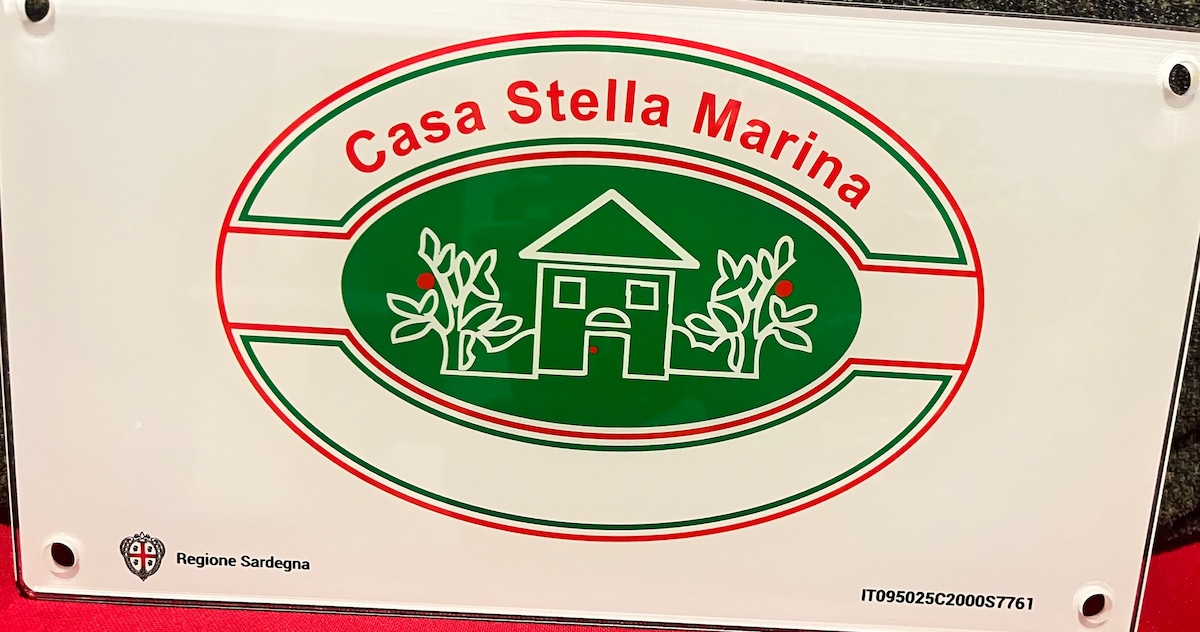 Casa Stella Marina
Regione Sardegna
IT095025C2000S7761